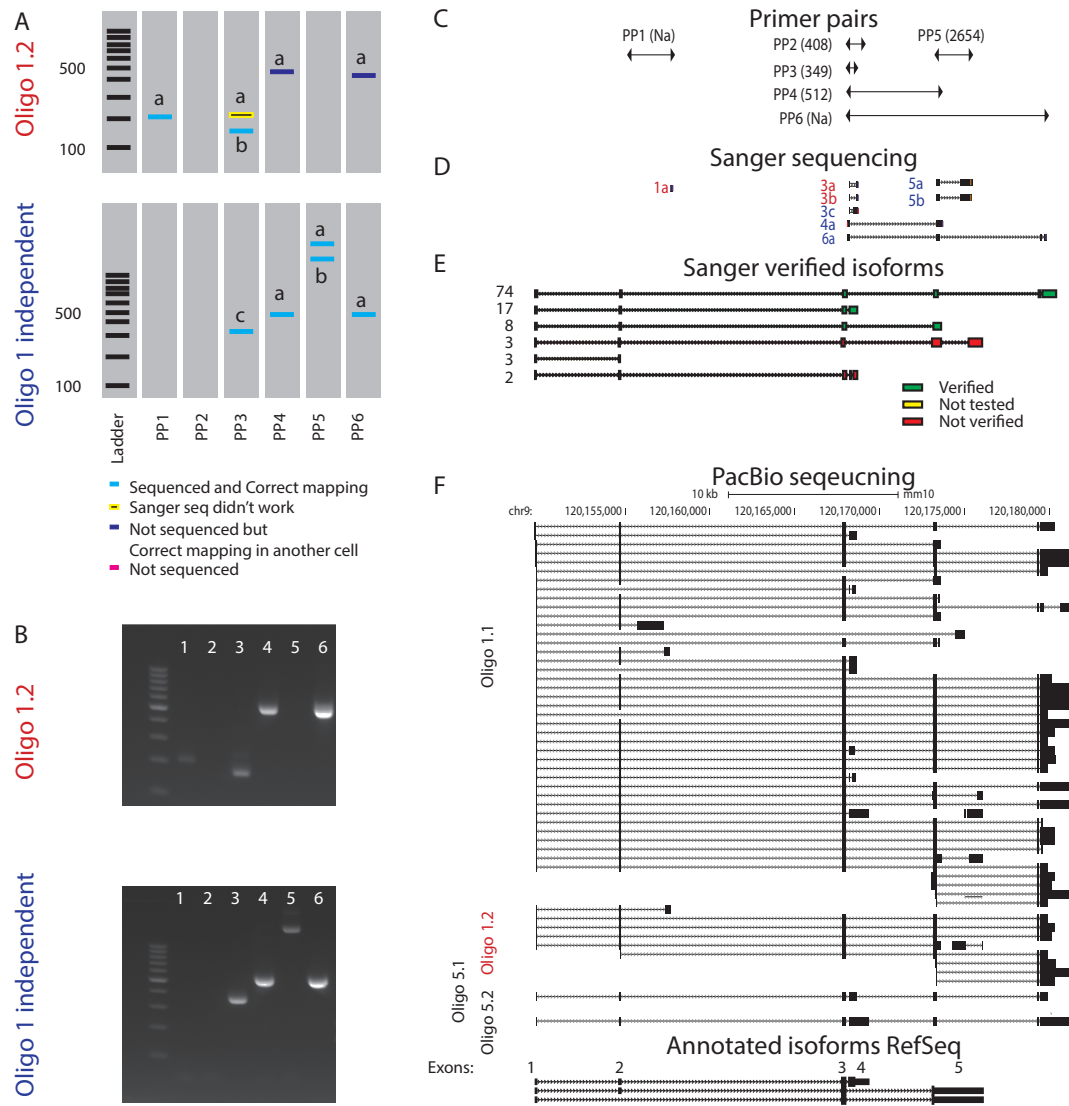 A
Oligo 1.2
500
100
a
a
b
a
a
Oligo 1 independent
500
100
c
a
a
b
a
Ladder
PP1
PP2
PP3
PP4
PP5
PP6
Sequenced and Correct mapping
Sanger seq didn't work
Not sequenced but
Correct mapping in another cell
Not sequenced
B
Oligo 1.2
1 2 3 4 5 6
Oligo 1 independent
1 2 3 4 5 6
C
Primer pairs
PP1 (Na)
PP2 (408)
PP5 (2654)
PP3 (349)
PP4 (512)
PP6 (Na)
D
Sanger sequencing
1a
3a
5a
3b
5b
3c
4a
6a
E
Sanger verified isoforms
74
17
8
3
3
2
Verified
Not tested
Not verified
F
PacBio seqeucning
10 kb
mm10
chr9:
120,155,000
120,160,000
120,165,000
120,170,000
120,175,000
120,180,000
Oligo 1.1
Oligo 1.2
Oligo 5.1
Oligo 5.2
Annotated isoforms RefSeq
Exons:
1 2 3 4 5